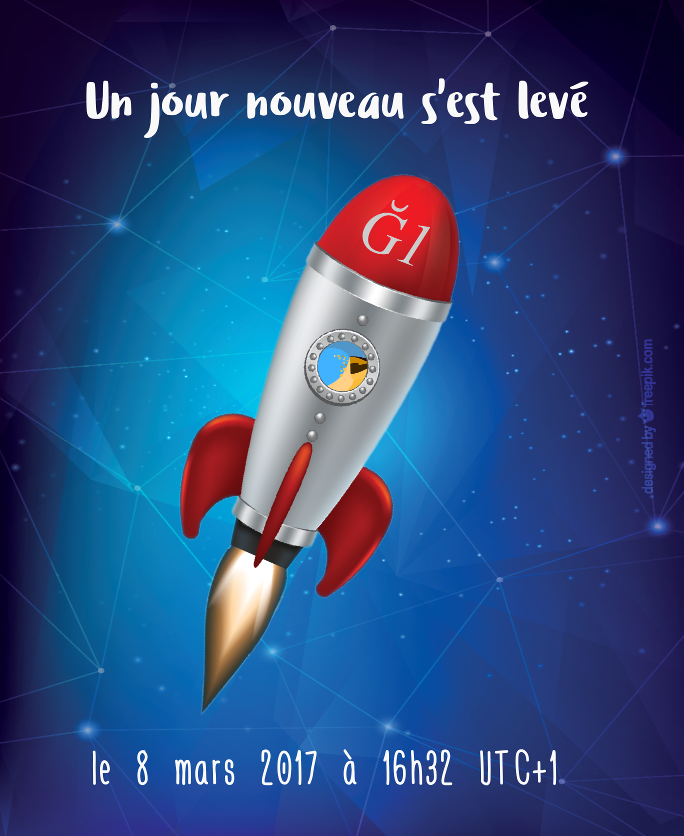 Un jour nouveau s'est levé
Ğ1
designed by freepik.com
le 8 mars 2017 à 16h32 UTC+1